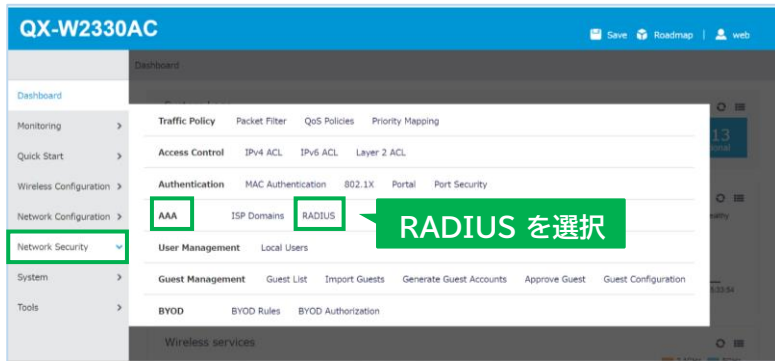 QX-W2330AC
Save Roadmap | web
Dashboard
Dashboard
Monitoring
Quick Start
Wireless Configuration
Network Configuration
Network Security
System
Tools
Traffic Policy Packet Filter QoS Policies Priority Mapping
Access Control IPv4 ACL IPv6 ACL Layer 2 ACL
Authentication MAC Authentication 802.1X Portal Port Security
AAA ISP Domains RADIUS
RADIUS を選択
User Management Local Users
Guest Management Guest List Import Guests Generate Guest Accounts Approve Guest Guest Configuration
BYOD BYOD Rules BYOD Authorization
13
Wireless services